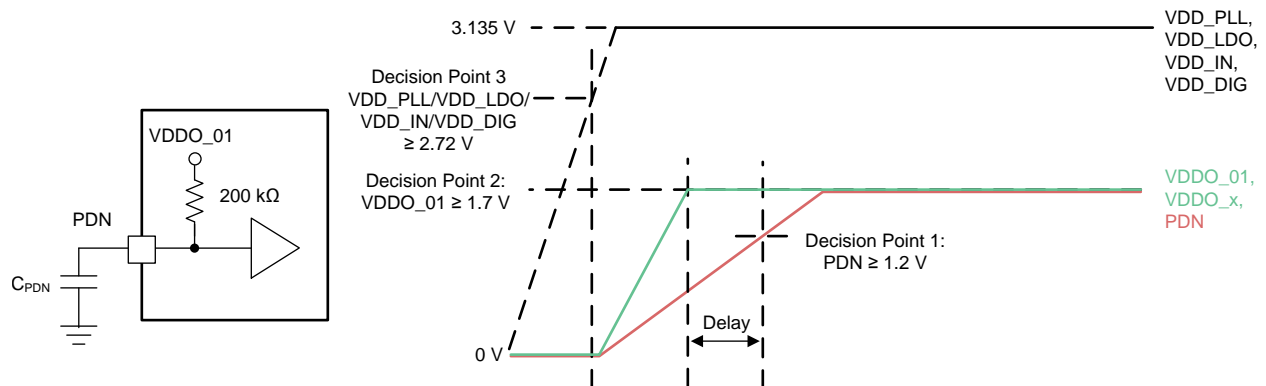 VDDO_01
200 kΩ
PDN
CPDN
3.135 V
Decision Point 3
VDD_PLL/VDD_LDO/
VDD_IN/VDD_DIG
≥ 2.72 V
Decision Point 2:
VDDO_01 ≥ 1.7 V
0 V
Decision Point 1:
PDN ≥ 1.2 V
Delay
VDD_PLL,
VDD_LDO,
VDD_IN,
VDD_DIG
VDDO_01,
VDDO_x,
PDN